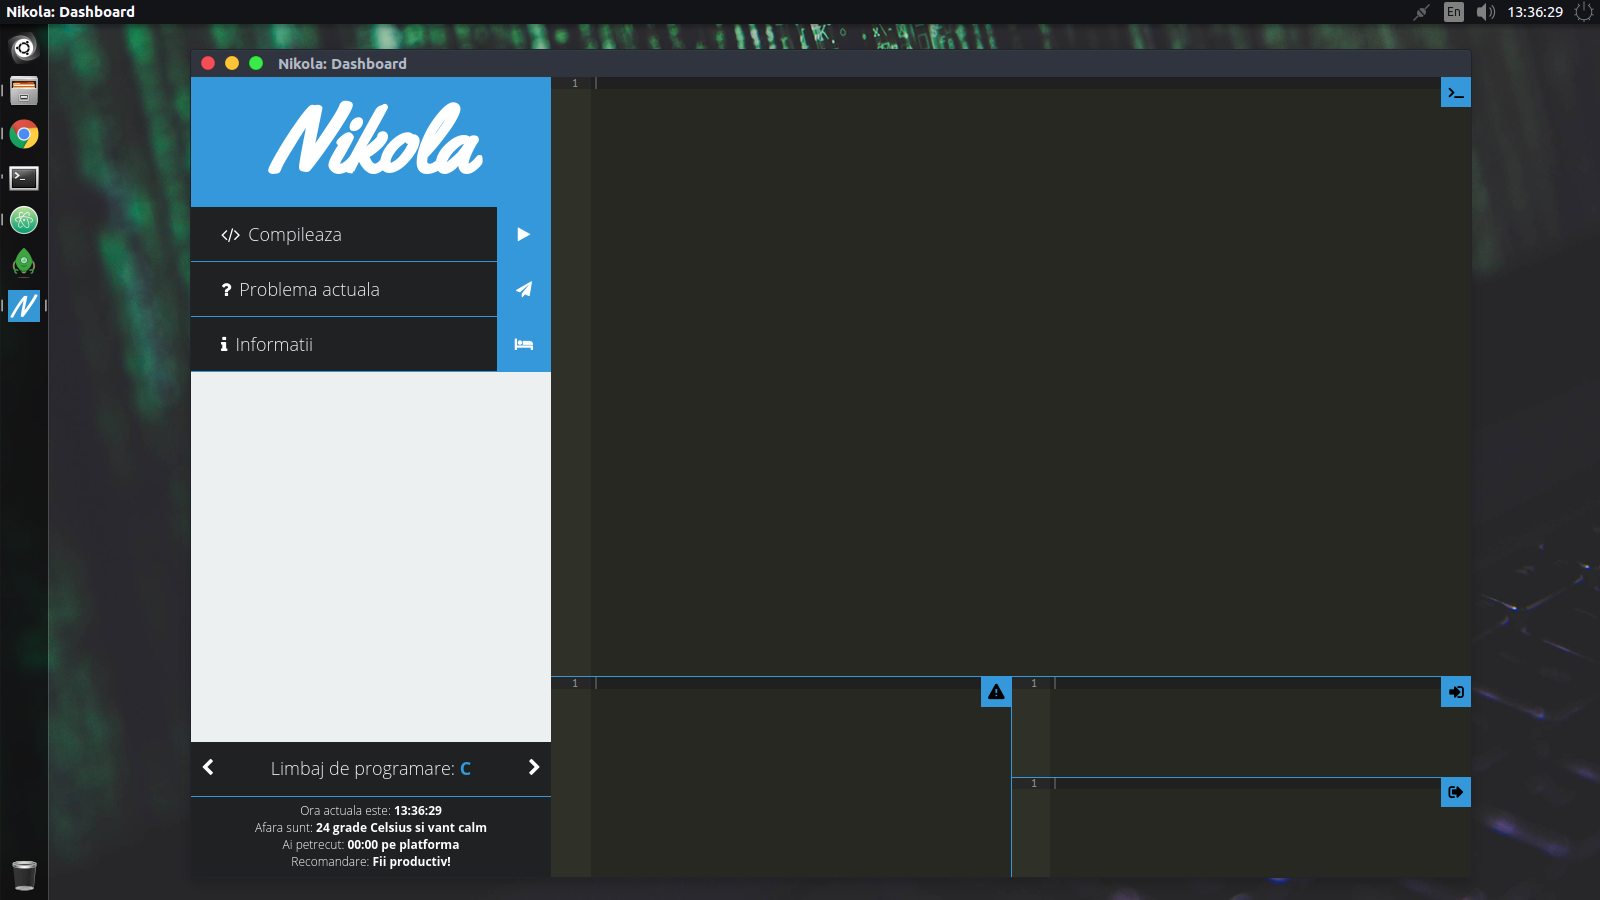 Nikola: Dashboard
En
13:36:29
Nikola: Dashboard
Nikola
Compileaza
Problema actuala
Informatii
1
1
1
1
Limbaj de programare: C
Ora actuala este: 13:36:29
Afara sunt: 24 grade Celsius si vant calm
Ai petrecut: 00:00 pe platforma
Recomandare: Fii productiv!